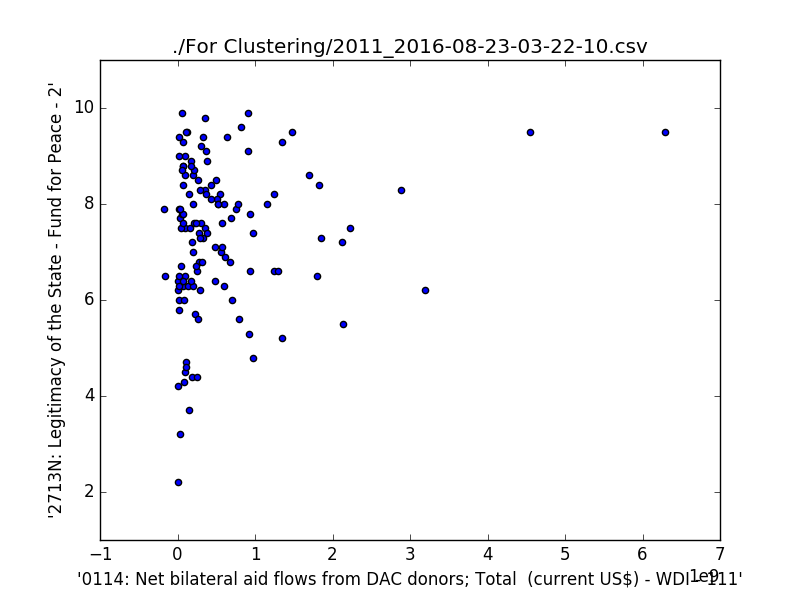 ./For Clustering/2011_2016-08-23-03-22-10.csv
'2713N: Legitimacy of the State - Fund for Peace - 2'
10
8
6
4
2
−1 0 1 2 3 4 5 6 7
1e9
'0114: Net bilateral aid flows from DAC donors; Total  (current US$) - WDI - 111'